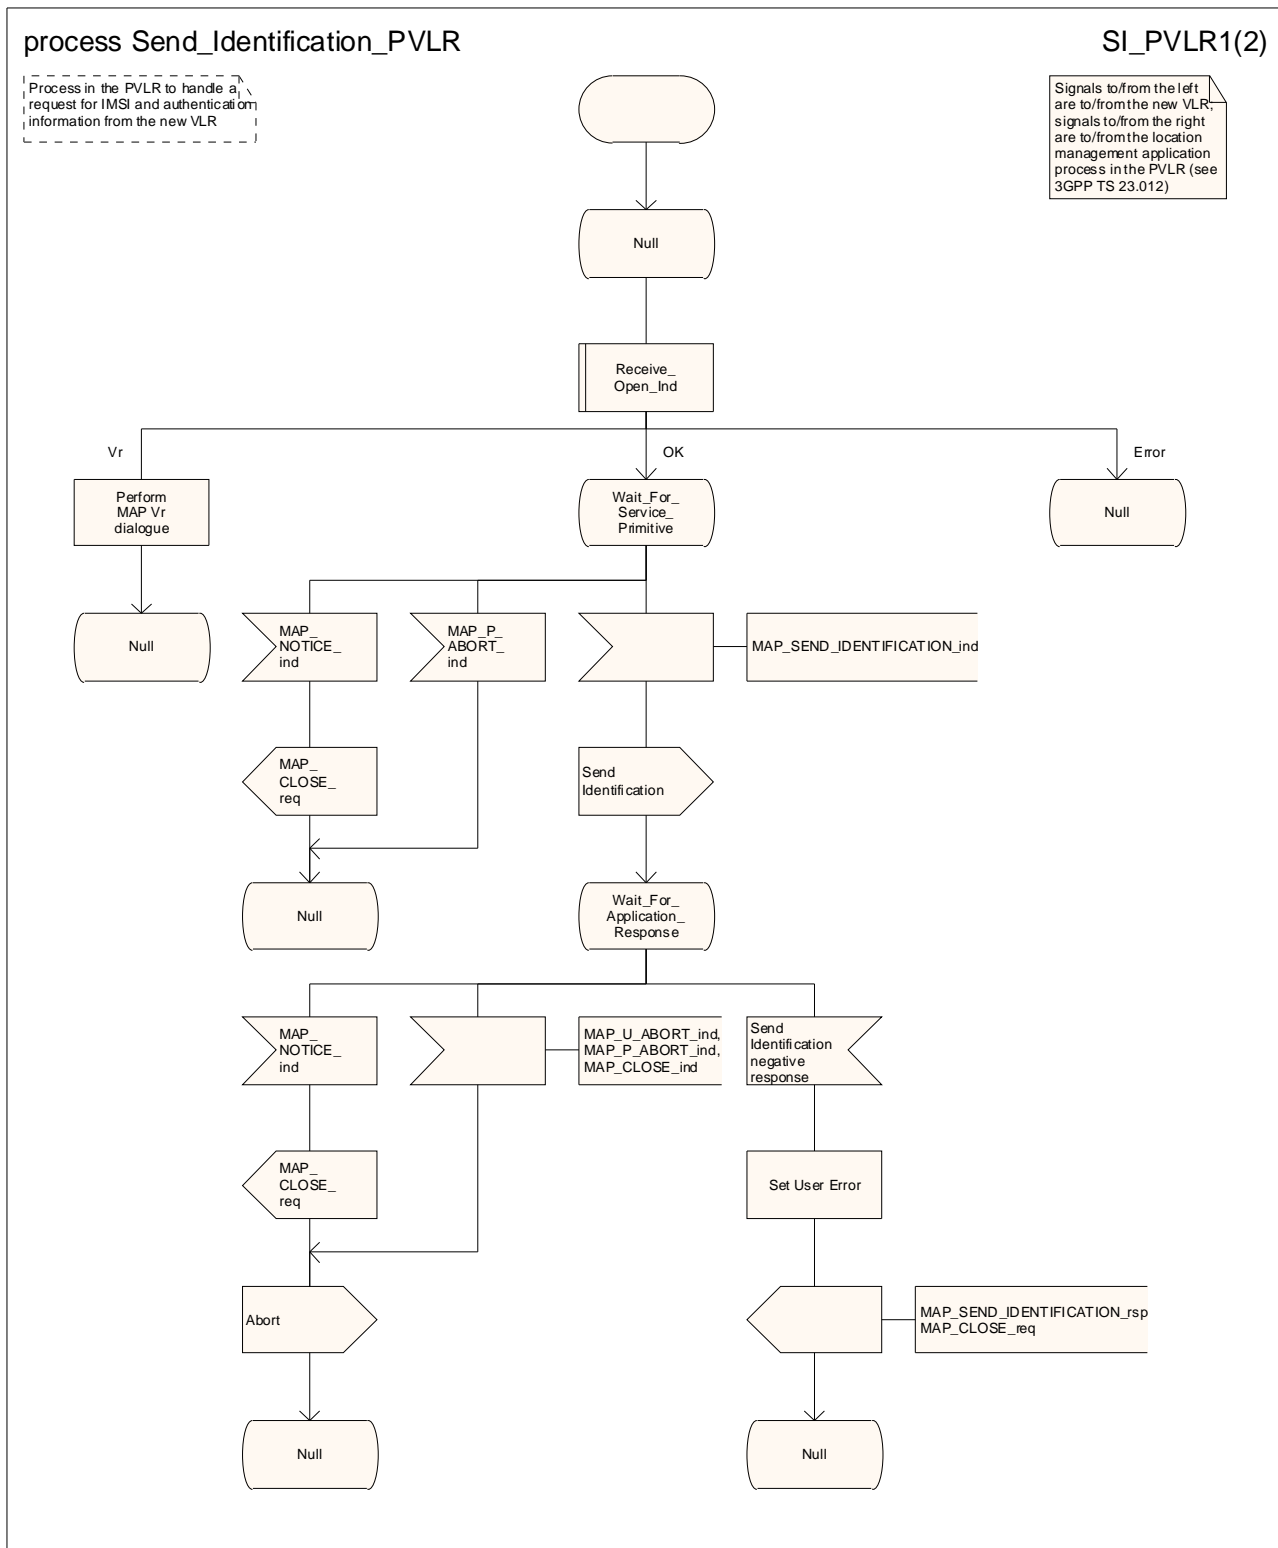 process Send_Identification_PVLR
SI_PVLR1(2)
Process in the PVLR to handle a
request for IMSI and authentication
information from the new VLR
Signals to/from the left
are to/from the new VLR;
signals to/from the right
are to/from the location
management application
process in the PVLR (see
3GPP TS 23.012)
Null
Receive_
Open_Ind
Vr
OK
Error
Perform
MAP Vr
dialogue
Wait_For_
Service_
Primitive
Null
Null
MAP_
NOTICE_
ind
MAP_P_
ABORT_
ind
MAP_SEND_IDENTIFICATION_ind
MAP_
CLOSE_
req
Send
Identification
Null
Wait_For_
Application_
Response
MAP_
NOTICE_
ind
MAP_U_ABORT_ind,
MAP_P_ABORT_ind,
MAP_CLOSE_ind
Send
Identification
negative
response
MAP_
CLOSE_
req
Set User Error
Abort
MAP_SEND_IDENTIFICATION_rsp
MAP_CLOSE_req
Null
Null